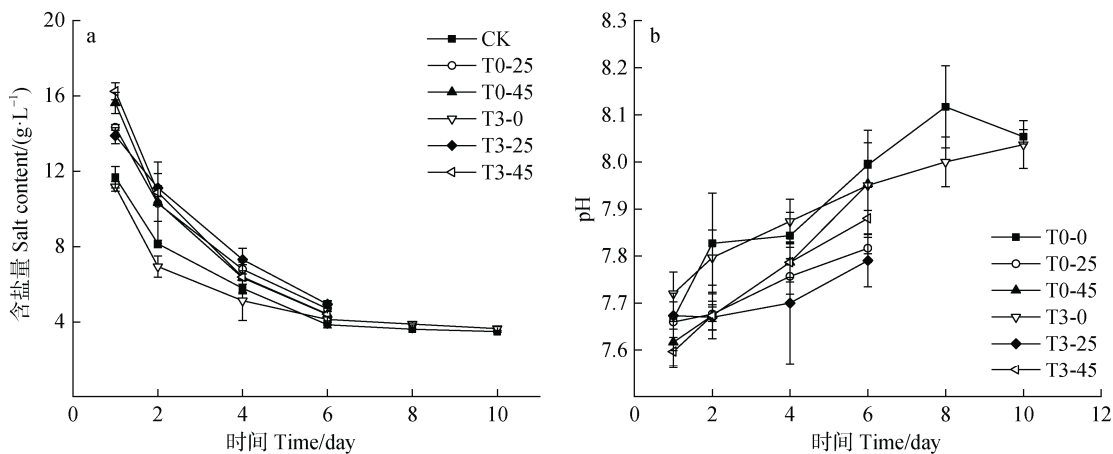 a
20
16
12
8
4
含盐量 Salt content/(g·L⁻¹)
CK
T0-25
T0-45
T3-0
T3-25
T3-45
0 2 4 6 8 10
时间 Time/day
b
8.3
8.2
8.1
8.0
7.9
7.8
7.7
7.6
7.5
pH
T0-0
T0-25
T0-45
T3-0
T3-25
T3-45
0 2 4 6 8 10 12
时间 Time/day